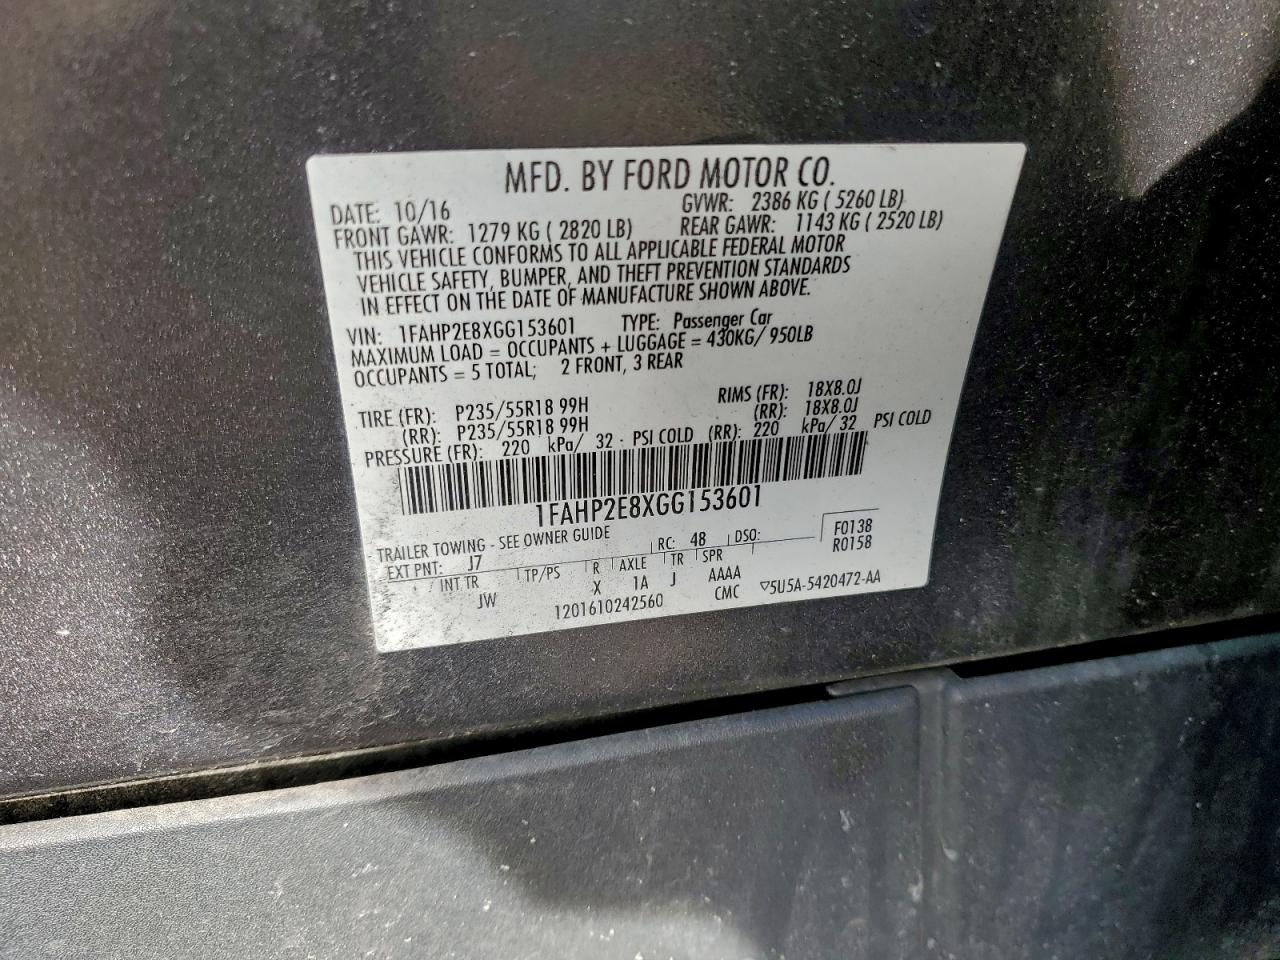 MFD. BY FORD MOTOR CO.
DATE: 10/16 GVWR: 2386 KG ( 5260 LB)
FRONT GAWR: 1279 KG ( 2820 LB) REAR GAWR: 1143 KG ( 2520 LB)
THIS VEHICLE CONFORMS TO ALL APPLICABLE FEDERAL MOTOR
VEHICLE SAFETY, BUMPER, AND THEFT PREVENTION STANDARDS
IN EFFECT ON THE DATE OF MANUFACTURE SHOWN ABOVE.
VIN: 1FAHP2E8XGG153601 TYPE: Passenger Car
MAXIMUM LOAD = OCCUPANTS + LUGGAGE = 430KG/ 950LB
OCCUPANTS = 5 TOTAL; 2 FRONT, 3 REAR
TIRE (FR): P235/55R18 99H RIMS (FR): 18X8.0J
(RR): P235/55R18 99H (RR): 18X8.0J
PRESSURE (FR): 220 kPa/ 32 PSI COLD (RR): 220 kPa/ 32 PSI COLD
1FAHP2E8XGG153601
TRAILER TOWING - SEE OWNER GUIDE F0138
EXT PNT: J7 RC: 48 DSO: R0158
INT TR TP/PS R AXLE TR SPR
JW X 1A J AAAA
1201610242560 CMC ▽5U5A-5420472-AA